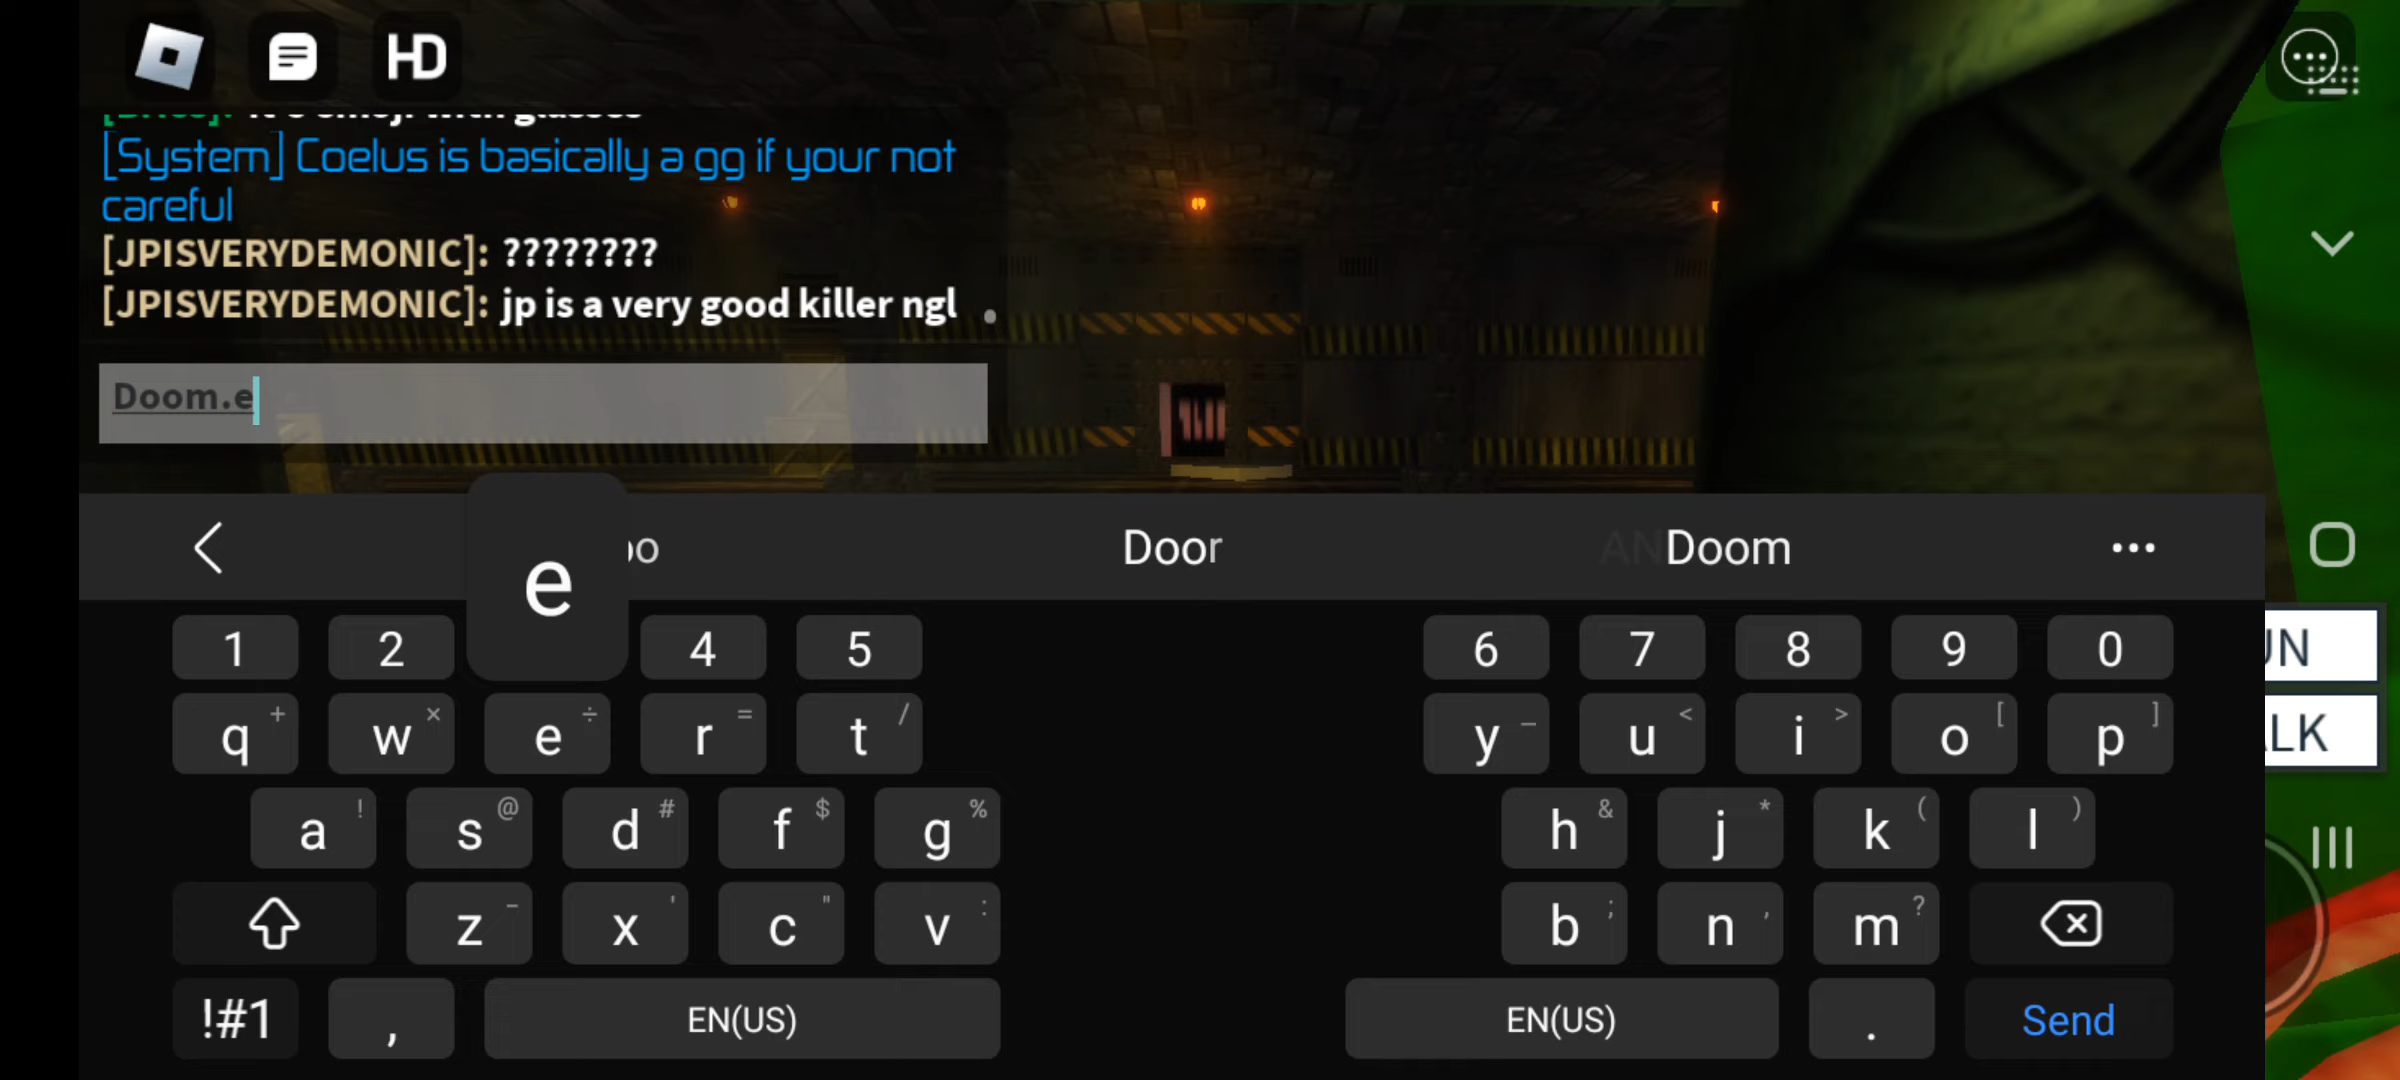 HD
[System] Coelus is basically a gg if your not
careful
[JPISVERYDEMONIC]: ????????
[JPISVERYDEMONIC]: jp is a very good killer ngl
Doom.e
e
Door
Doom
1 2 4 5 6 7 8 9 0
q + w × e ÷ r = t / y _ u < i > o [ p ]
a ! s @ d # f $ g % h & j * k ( l )
z - x ' c " v : b ; n , m ?
!#1 , EN(US) EN(US) . Send